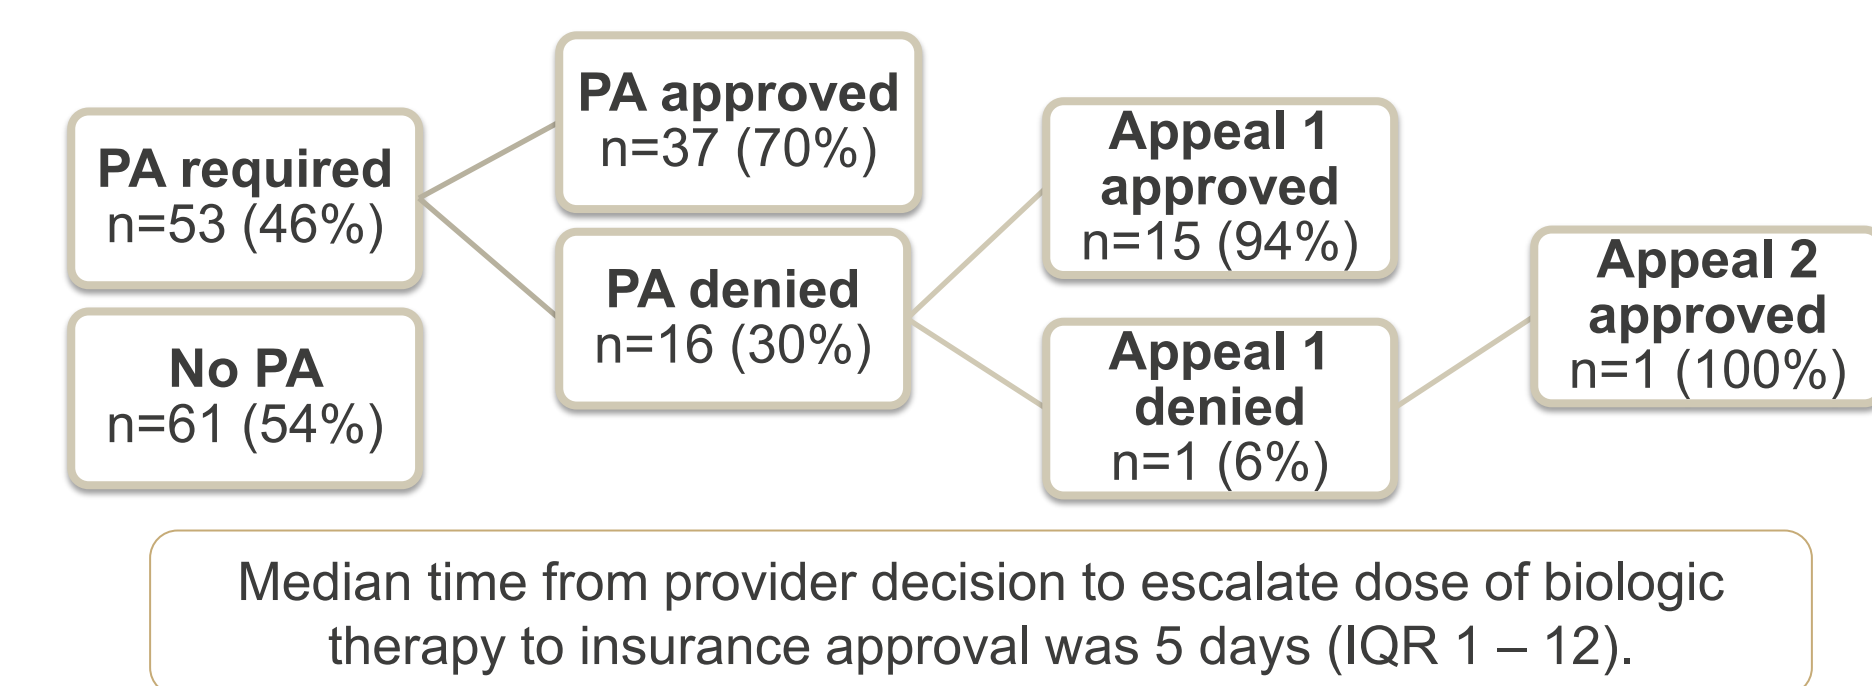 PA required
n=53 (46%)
No PA
n=61 (54%)
PA approved
n=37 (70%)
PA denied
n=16 (30%)
Appeal 1
approved
n=15 (94%)
Appeal 1
denied
n=1 (6%)
Appeal 2
approved
n=1 (100%)
Median time from provider decision to escalate dose of biologic
therapy to insurance approval was 5 days (IQR 1 – 12).